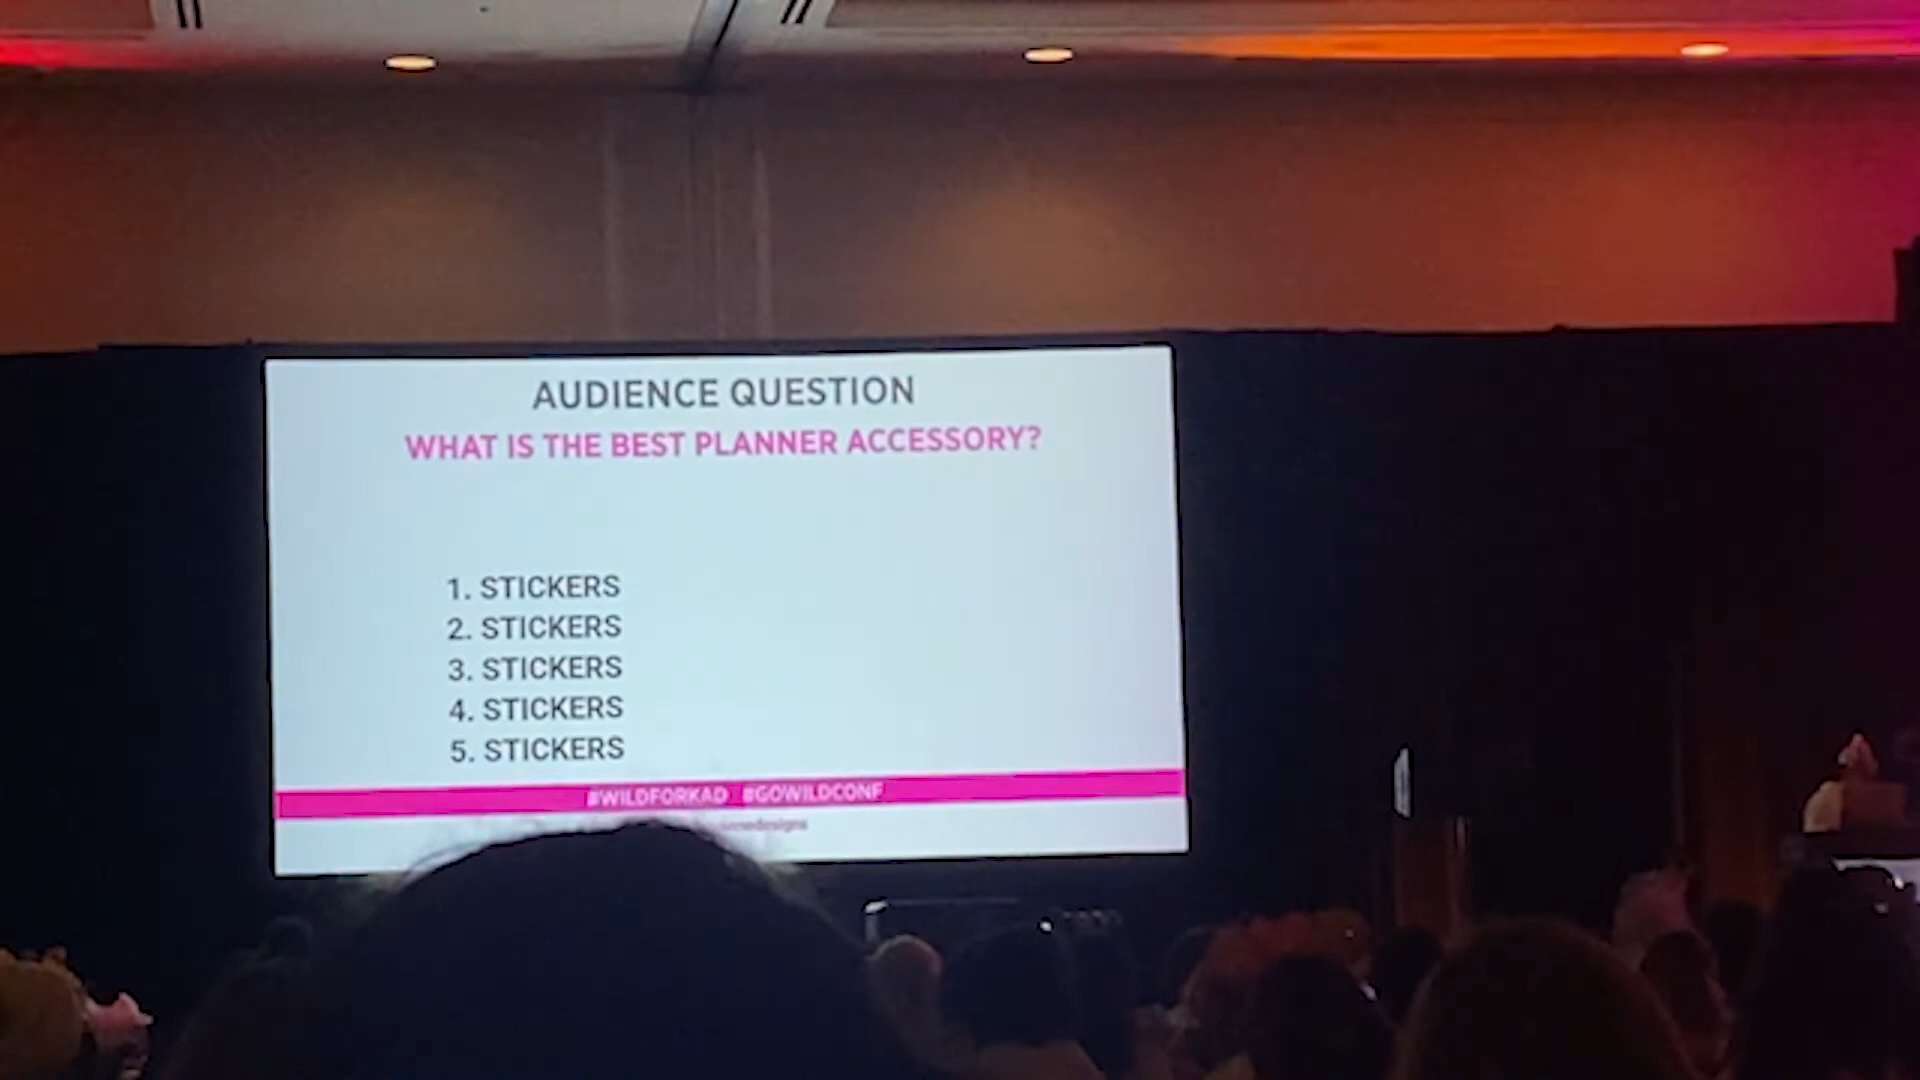 AUDIENCE QUESTION
WHAT IS THE BEST PLANNER ACCESSORY?
1. STICKERS
2. STICKERS
3. STICKERS
4. STICKERS
5. STICKERS
#WILDFORKAD #GOWILDCONF